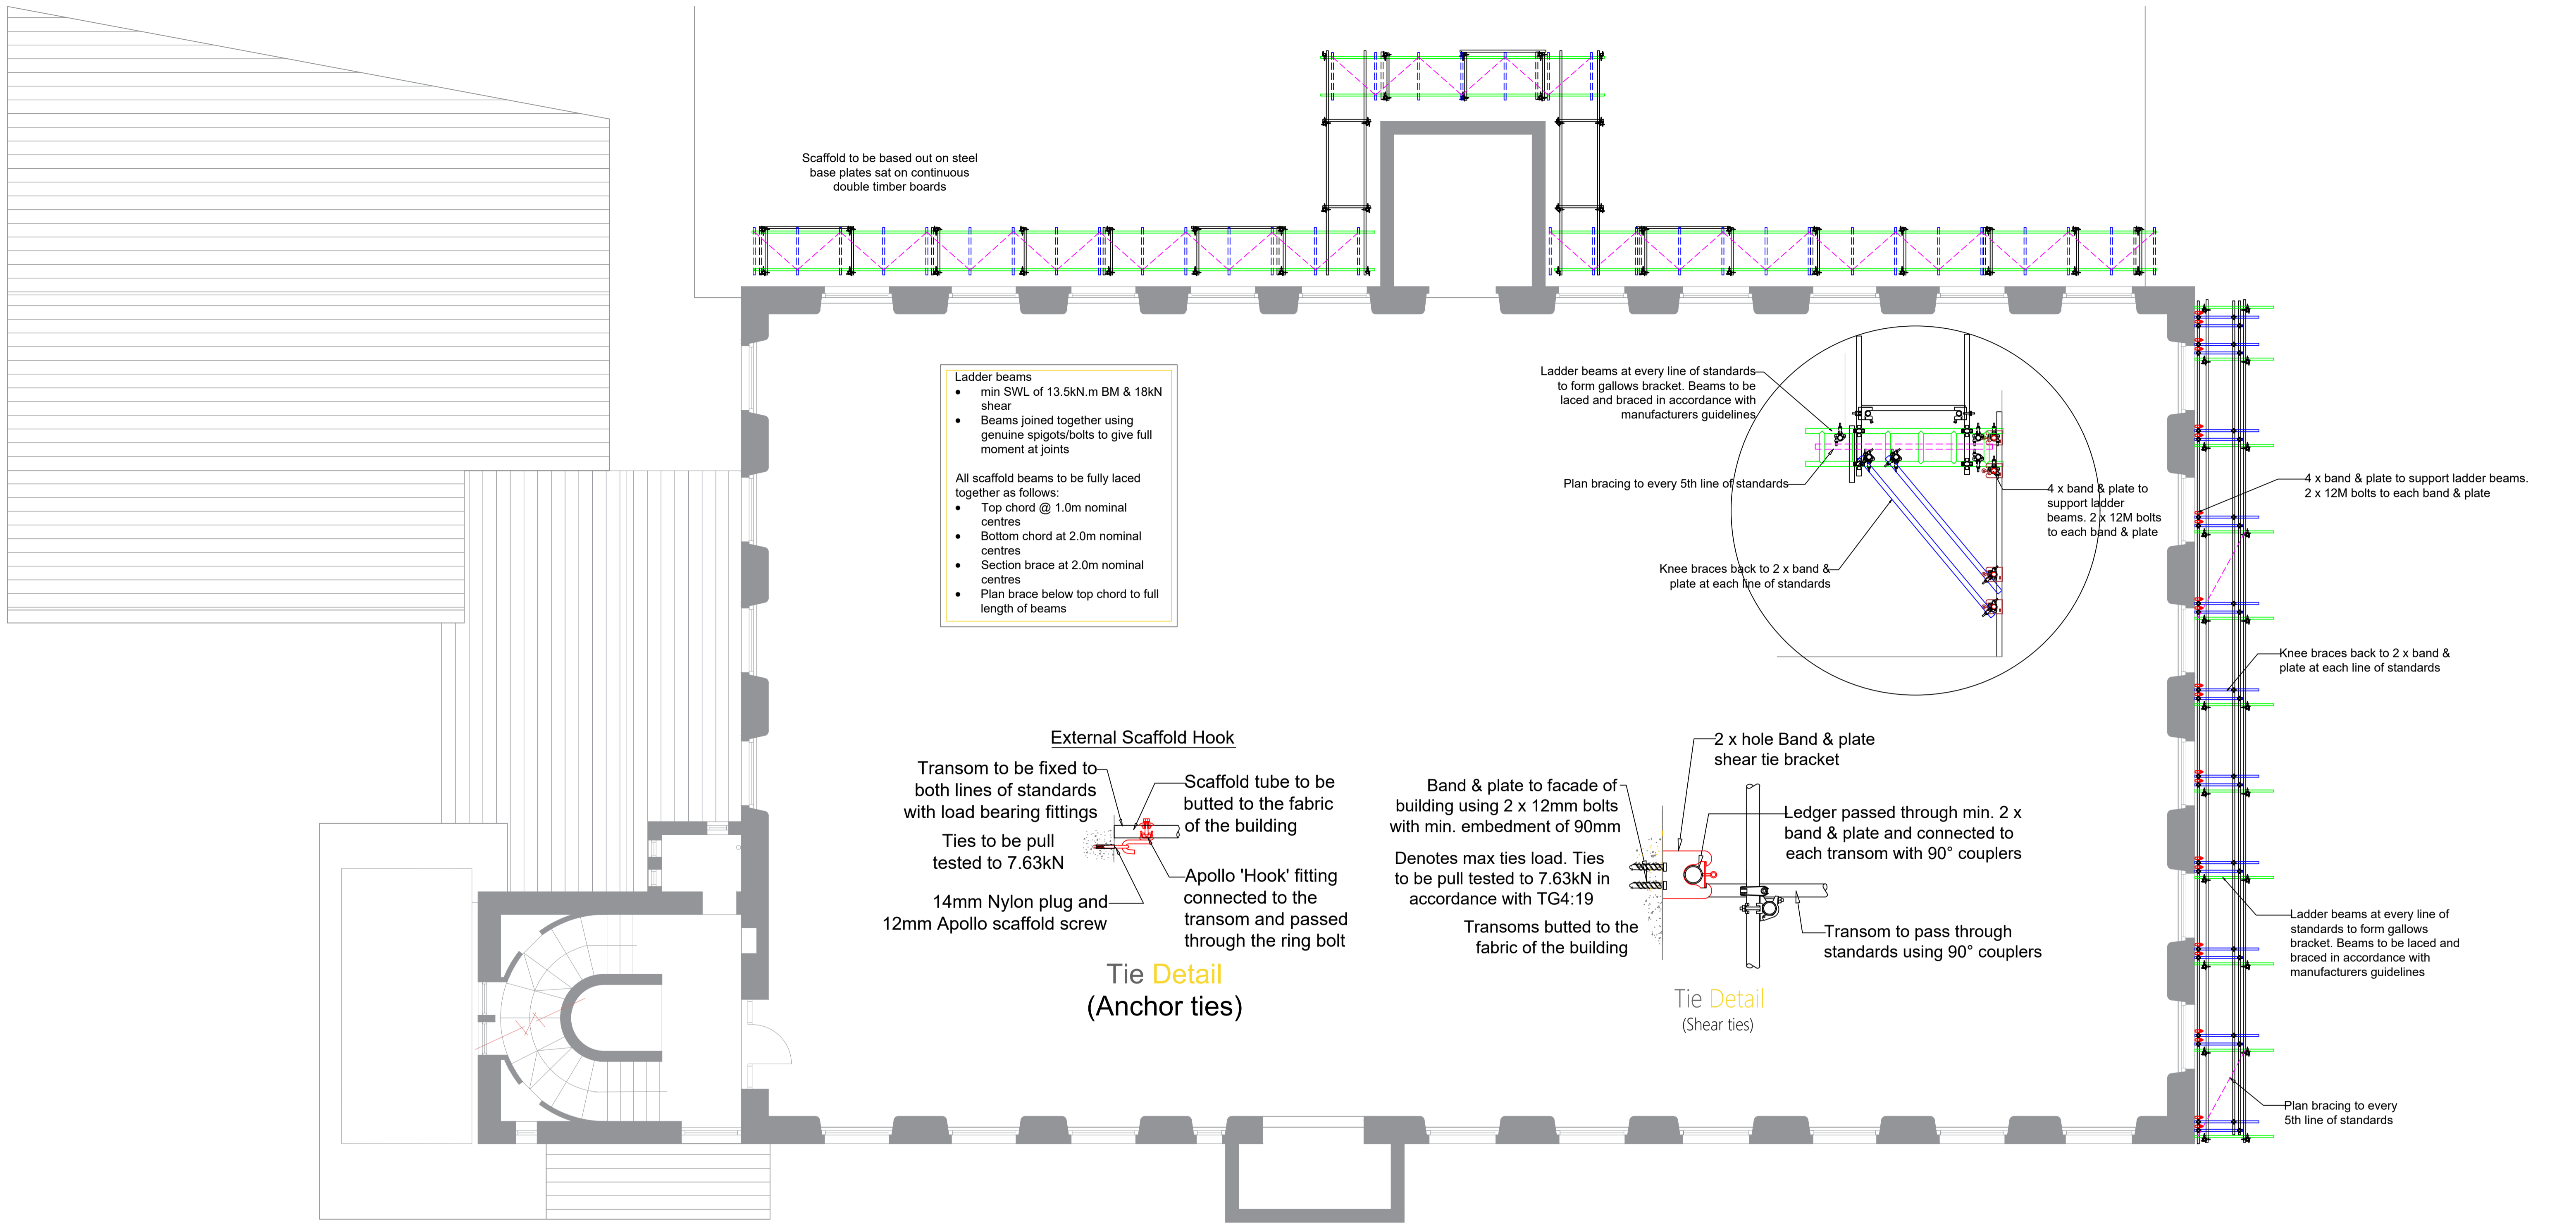 Scaffold to be based out on steel
base plates sat on continuous
double timber boards
Ladder beams
• min SWL of 13.5kN.m BM & 18kN
shear
• Beams joined together using
genuine spigots/bolts to give full
moment at joints
All scaffold beams to be fully laced
together as follows:
• Top chord @ 1.0m nominal
centres
• Bottom chord at 2.0m nominal
centres
• Section brace at 2.0m nominal
centres
• Plan brace below top chord to full
length of beams
Ladder beams at every line of standards
to form gallows bracket. Beams to be
laced and braced in accordance with
manufacturers guidelines
Plan bracing to every 5th line of standards
4 x band & plate to
support ladder
beams. 2 x 12M bolts
to each band & plate
Knee braces back to 2 x band &
plate at each line of standards
4 x band & plate to support ladder beams.
2 x 12M bolts to each band & plate
Knee braces back to 2 x band &
plate at each line of standards
Ladder beams at every line of
standards to form gallows
bracket. Beams to be laced and
braced in accordance with
manufacturers guidelines
Plan bracing to every
5th line of standards
External Scaffold Hook
Transom to be fixed to
both lines of standards
with load bearing fittings
Ties to be pull
tested to 7.63kN
14mm Nylon plug and
12mm Apollo scaffold screw
Scaffold tube to be
butted to the fabric
of the building
Apollo 'Hook' fitting
connected to the
transom and passed
through the ring bolt
Tie Detail
(Anchor ties)
2 x hole Band & plate
shear tie bracket
Band & plate to facade of
building using 2 x 12mm bolts
with min. embedment of 90mm
Denotes max ties load. Ties
to be pull tested to 7.63kN in
accordance with TG4:19
Transoms butted to the
fabric of the building
Ledger passed through min. 2 x
band & plate and connected to
each transom with 90° couplers
Transom to pass through
standards using 90° couplers
Tie Detail
(Shear ties)